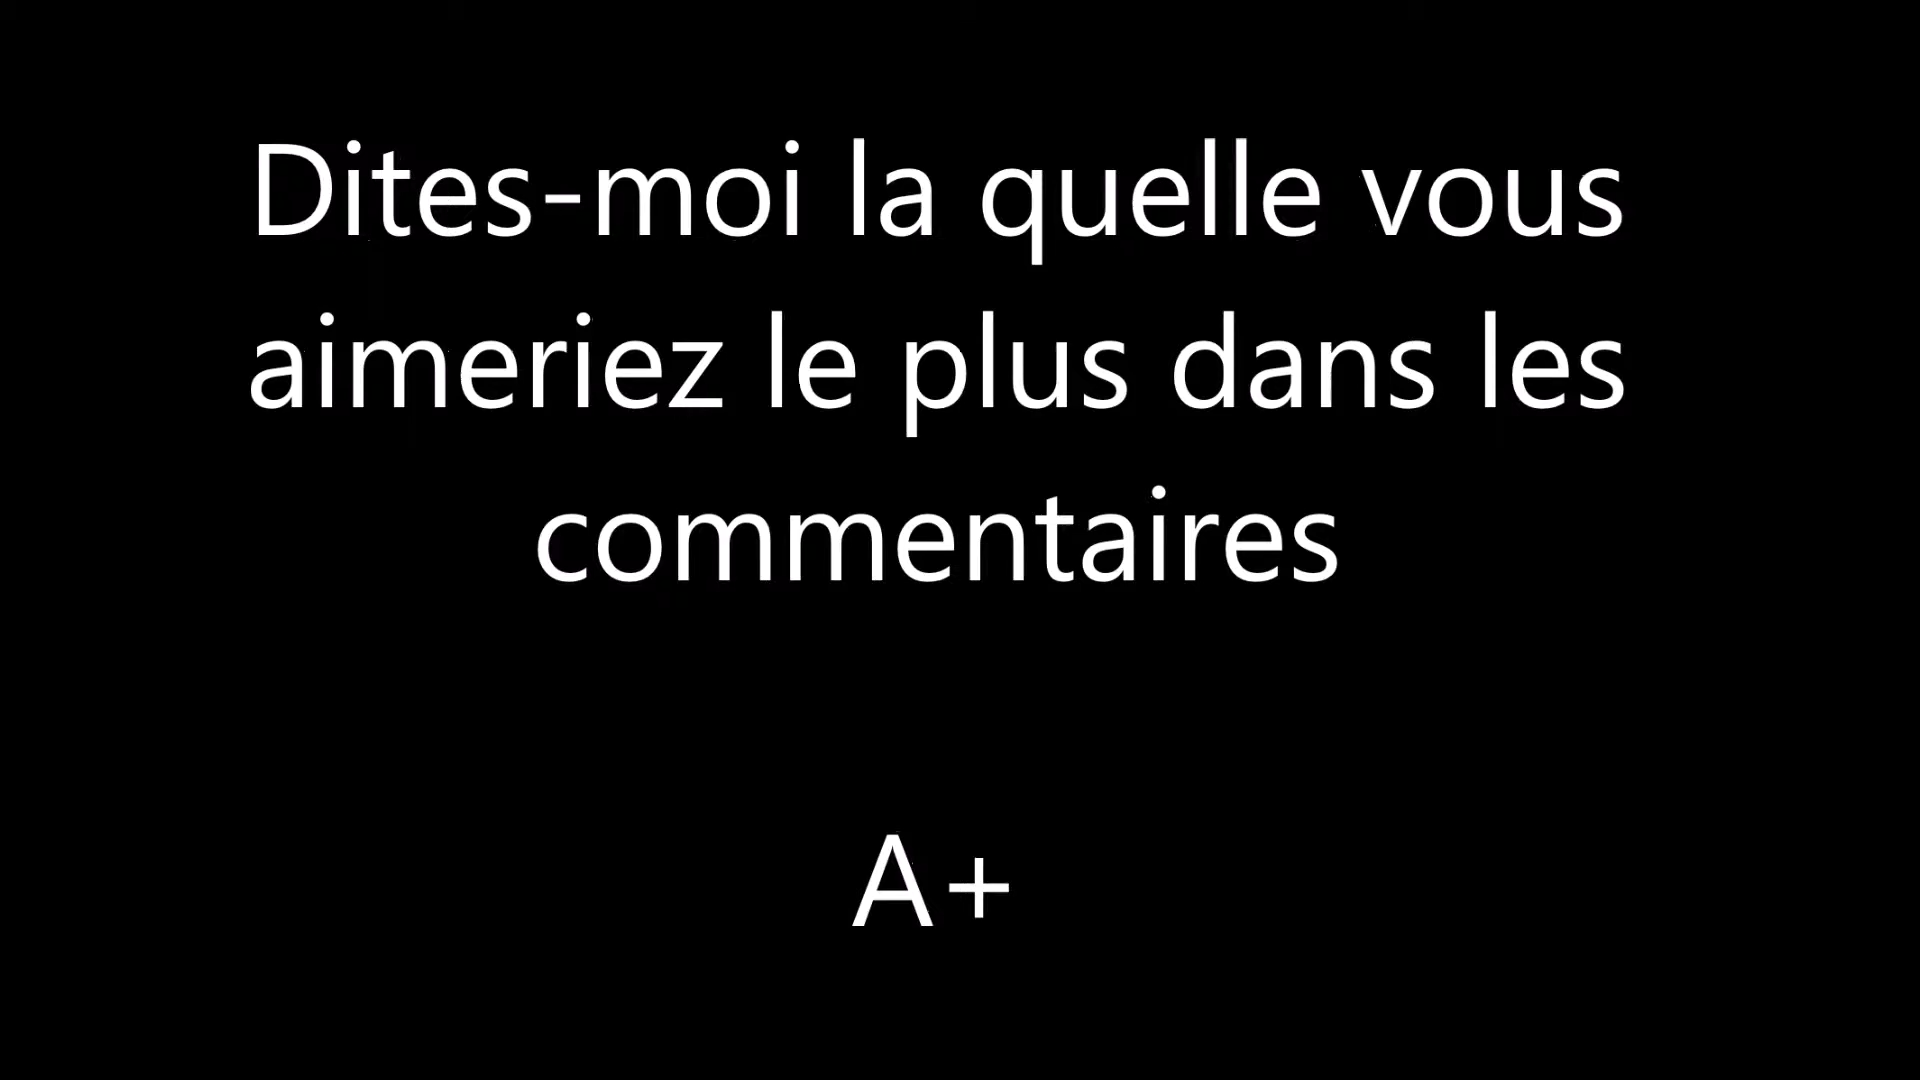 Dites-moi la quelle vous
aimeriez le plus dans les
commentaires
A+